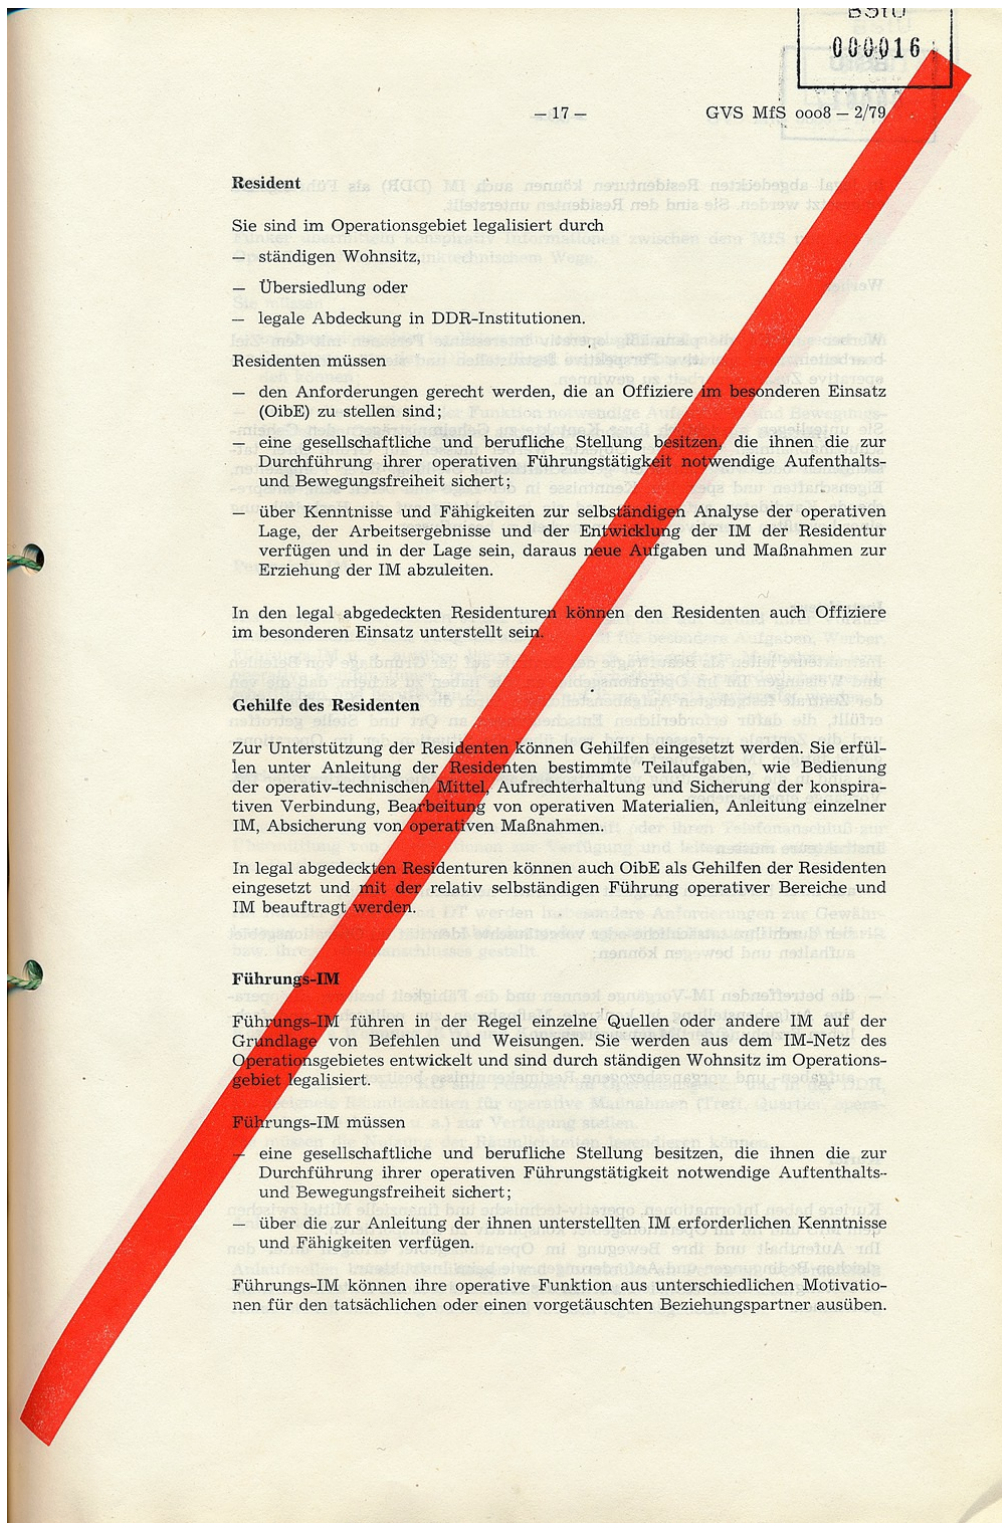 BStU
000016
— 17 —
GVS MfS ooo8 — 2/79
Resident
Sie sind im Operationsgebiet legalisiert durch
— ständigen Wohnsitz,
— Übersiedlung oder
— legale Abdeckung in DDR-Institutionen.
Residenten müssen
— den Anforderungen gerecht werden, die an Offiziere im besonderen Einsatz
(OibE) zu stellen sind;
— eine gesellschaftliche und berufliche Stellung besitzen, die ihnen die zur
Durchführung ihrer operativen Führungstätigkeit notwendige Aufenthalts-
und Bewegungsfreiheit sichert;
— über Kenntnisse und Fähigkeiten zur selbständigen Analyse der operativen
Lage, der Arbeitsergebnisse und der Entwicklung der IM der Residentur
verfügen und in der Lage sein, daraus neue Aufgaben und Maßnahmen zur
Erziehung der IM abzuleiten.
In den legal abgedeckten Residenturen können den Residenten auch Offiziere
im besonderen Einsatz unterstellt sein.
Gehilfe des Residenten
Zur Unterstützung der Residenten können Gehilfen eingesetzt werden. Sie erfül-
len unter Anleitung der Residenten bestimmte Teilaufgaben, wie Bedienung
der operativ-technischen Mittel, Aufrechterhaltung und Sicherung der konspira-
tiven Verbindung, Bearbeitung von operativen Materialien, Anleitung einzelner
IM, Absicherung von operativen Maßnahmen.
In legal abgedeckten Residenturen können auch OibE als Gehilfen der Residenten
eingesetzt und mit der relativ selbständigen Führung operativer Bereiche und
IM beauftragt werden.
Führungs-IM
Führungs-IM führen in der Regel einzelne Quellen oder andere IM auf der
Grundlage von Befehlen und Weisungen. Sie werden aus dem IM-Netz des
Operationsgebietes entwickelt und sind durch ständigen Wohnsitz im Operations-
gebiet legalisiert.
Führungs-IM müssen
— eine gesellschaftliche und berufliche Stellung besitzen, die ihnen die zur
Durchführung ihrer operativen Führungstätigkeit notwendige Auftenthalts-
und Bewegungsfreiheit sichert;
— über die zur Anleitung der ihnen unterstellten IM erforderlichen Kenntnisse
und Fähigkeiten verfügen.
Führungs-IM können ihre operative Funktion aus unterschiedlichen Motivatio-
nen für den tatsächlichen oder einen vorgetäuschten Beziehungspartner ausüben.